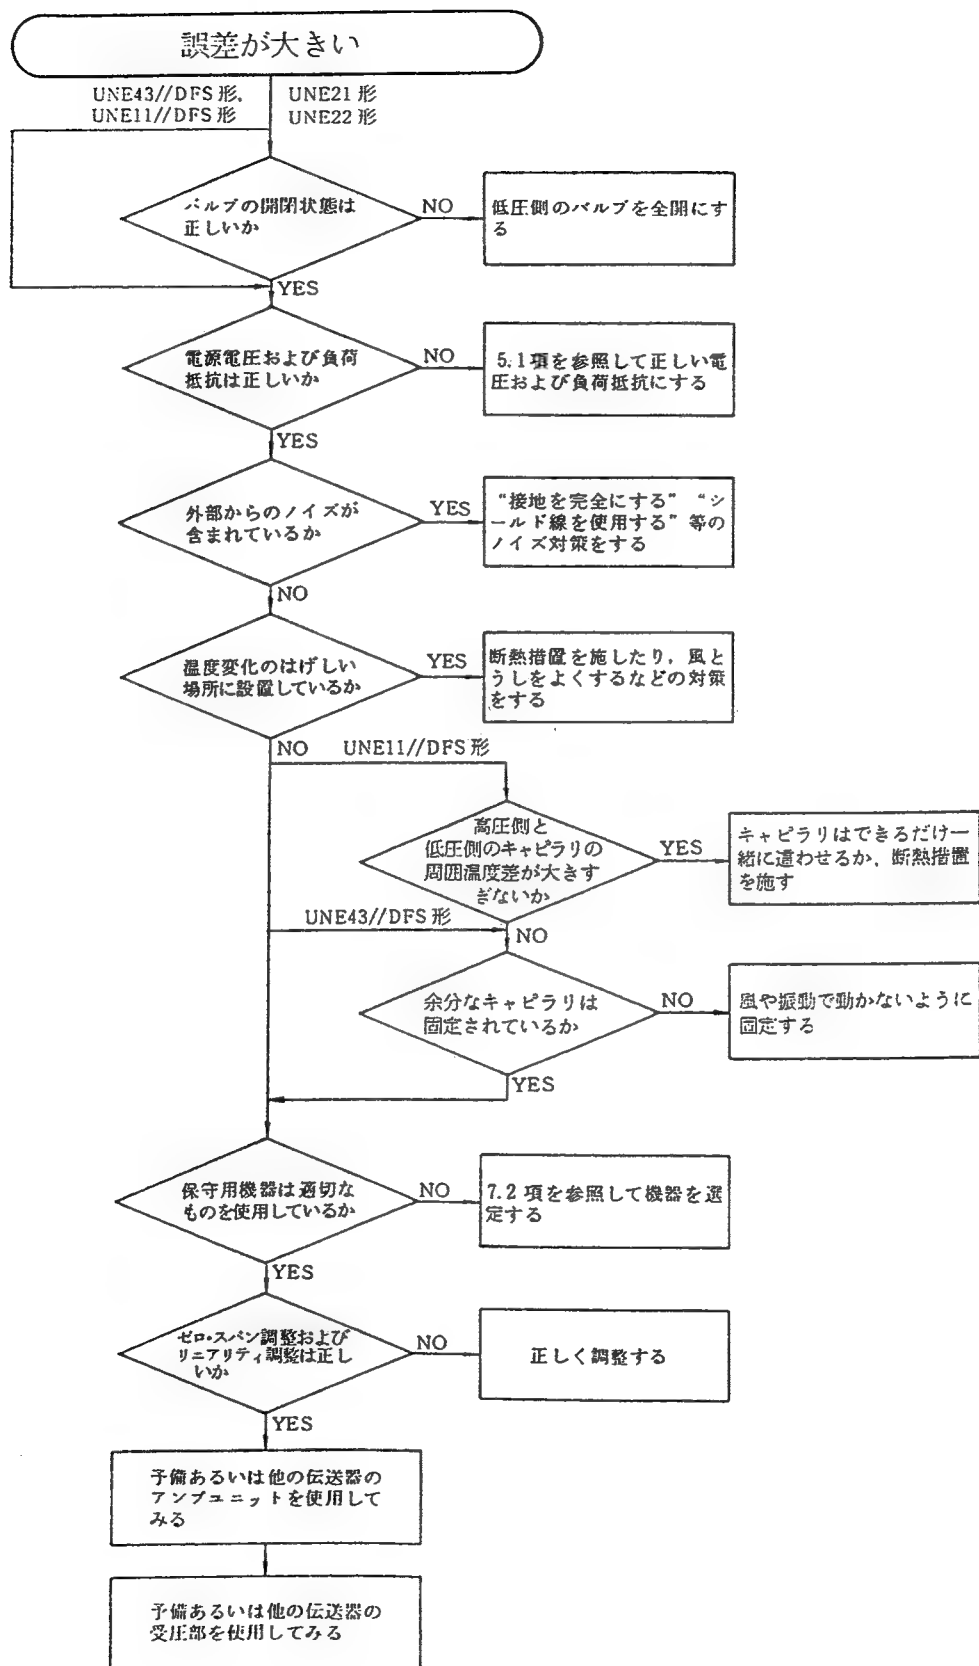 誤差が大きい
UNE43//DFS形,
UNE11//DFS形
UNE21形
UNE22形
バルブの開閉状態は
正しいか
NO
低圧側のバルブを全開にす
る
YES
電源電圧および負荷
抵抗は正しいか
NO
5.1項を参照して正しい電
圧および負荷抵抗にする
YES
外部からのノイズが
含まれているか
YES
“接地を完全にする” “シ
ールド線を使用する” 等の
ノイズ対策をする
NO
温度変化のはげしい
場所に設置しているか
YES
断熱措置を施したり, 風と
うしをよくするなどの対策
をする
NO
UNE11//DFS形
高圧側と
低圧側のキャピラリの
周囲温度差が大きす
ぎないか
YES
キャピラリはできるだけ一
緒に這わせるか, 断熱措置
を施す
UNE43//DFS形
NO
余分なキャピラリは
固定されているか
NO
風や振動で動かないように
固定する
YES
保守用機器は適切な
ものを使用しているか
NO
7.2項を参照して機器を選
定する
YES
ゼロ・スパン調整および
リニアリティ調整は正し
いか
NO
正しく調整する
YES
予備あるいは他の伝送器の
アンプユニットを使用して
みる
予備あるいは他の伝送器の
受圧部を使用してみる